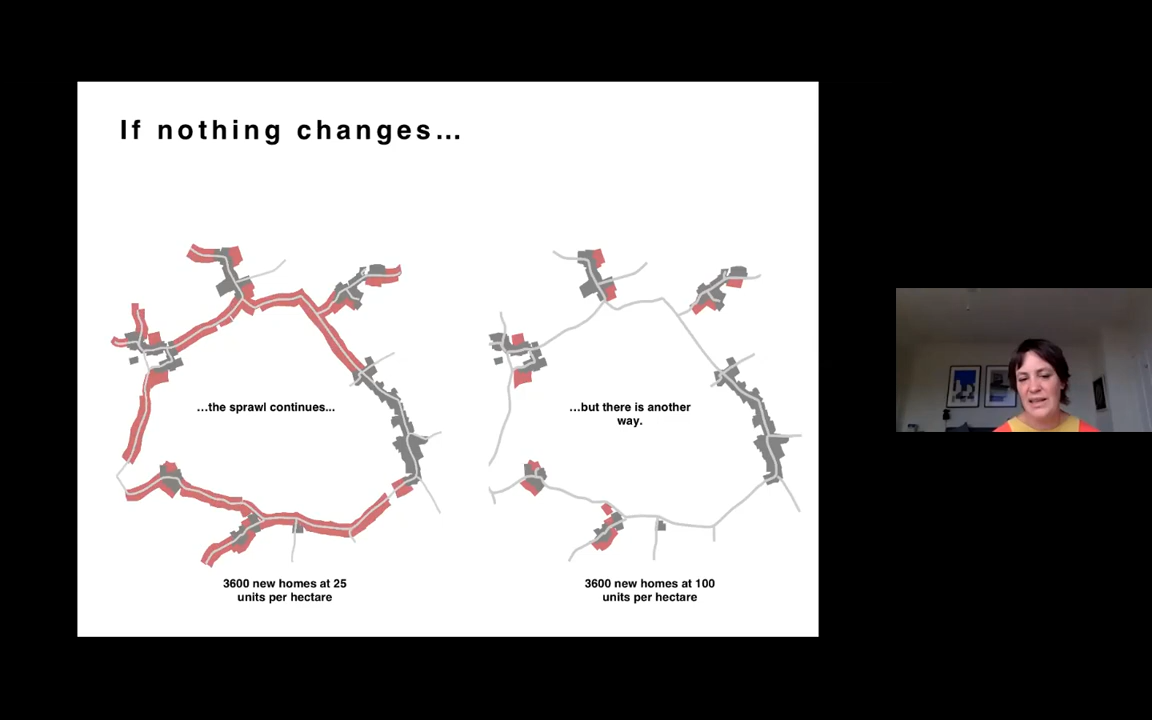 If nothing changes...
...the sprawl continues...
...but there is another
way.
3600 new homes at 25
units per hectare
3600 new homes at 100
units per hectare